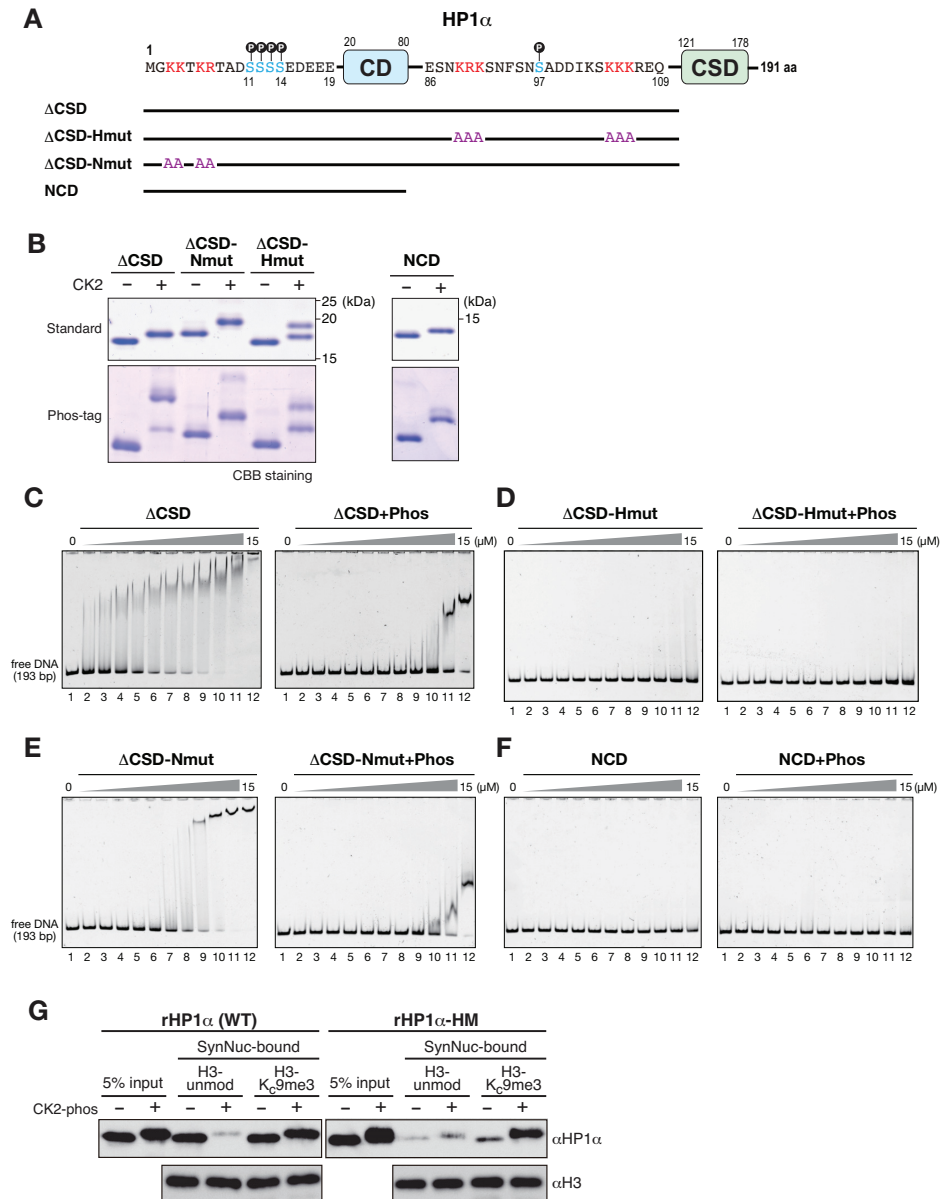 A
HP1α
1
20 80 121 178
P P P P P
MGKKTKRTADSSSSEDEEE CD ESNKRKSNFSNSADDIKSKKKREQ CSD 191 aa
11 14 19 86 97 109
ΔCSD
ΔCSD-Hmut AAA AAA
ΔCSD-Nmut AA AA
NCD
B
ΔCSD ΔCSD-Nmut ΔCSD-Hmut NCD
CK2 − + − + − + − +
25 (kDa) (kDa)
Standard 20 15
15
Phos-tag
CBB staining
C D
ΔCSD ΔCSD+Phos ΔCSD-Hmut ΔCSD-Hmut+Phos
0 15 0 15 (μM) 0 15 0 15 (μM)
free DNA
(193 bp)
1 2 3 4 5 6 7 8 9 10 11 12 1 2 3 4 5 6 7 8 9 10 11 12 1 2 3 4 5 6 7 8 9 10 11 12 1 2 3 4 5 6 7 8 9 10 11 12
E F
ΔCSD-Nmut ΔCSD-Nmut+Phos NCD NCD+Phos
0 15 0 15 (μM) 0 15 0 15 (μM)
free DNA
(193 bp)
1 2 3 4 5 6 7 8 9 10 11 12 1 2 3 4 5 6 7 8 9 10 11 12 1 2 3 4 5 6 7 8 9 10 11 12 1 2 3 4 5 6 7 8 9 10 11 12
G
rHP1α (WT) rHP1α-HM
SynNuc-bound SynNuc-bound
5% input H3-unmod H3-Kc9me3 5% input H3-unmod H3-Kc9me3
CK2-phos − + − + − + − + − + − +
αHP1α
αH3